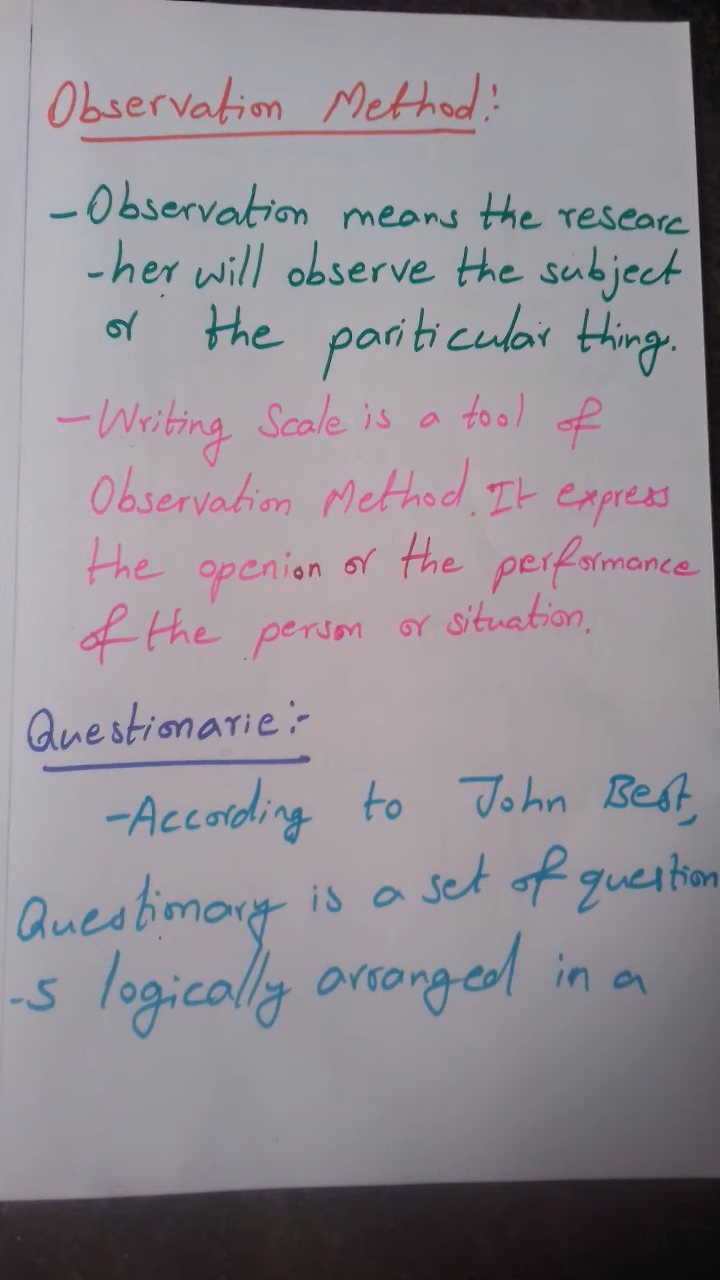 Observation Method:
- Observation means the researc
-her will observe the subject
or the pariticular thing.
- Writing Scale is a tool of
Observation Method. It express
the openion or the performance
of the person or situation.
Questionarie:-
- According to John Best,
Questionary is a set of question
-s logically arranged in a